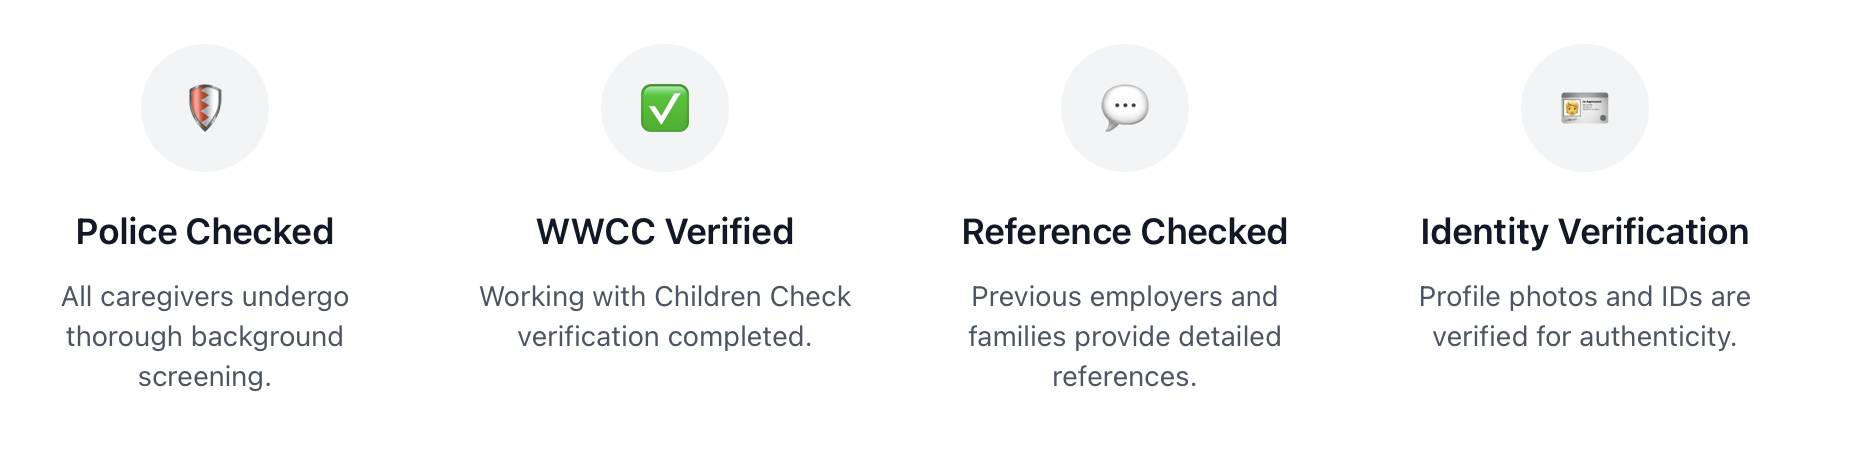 Police Checked
All caregivers undergo
thorough background
screening.
WWCC Verified
Working with Children Check
verification completed.
Reference Checked
Previous employers and
families provide detailed
references.
Identity Verification
Profile photos and IDs are
verified for authenticity.